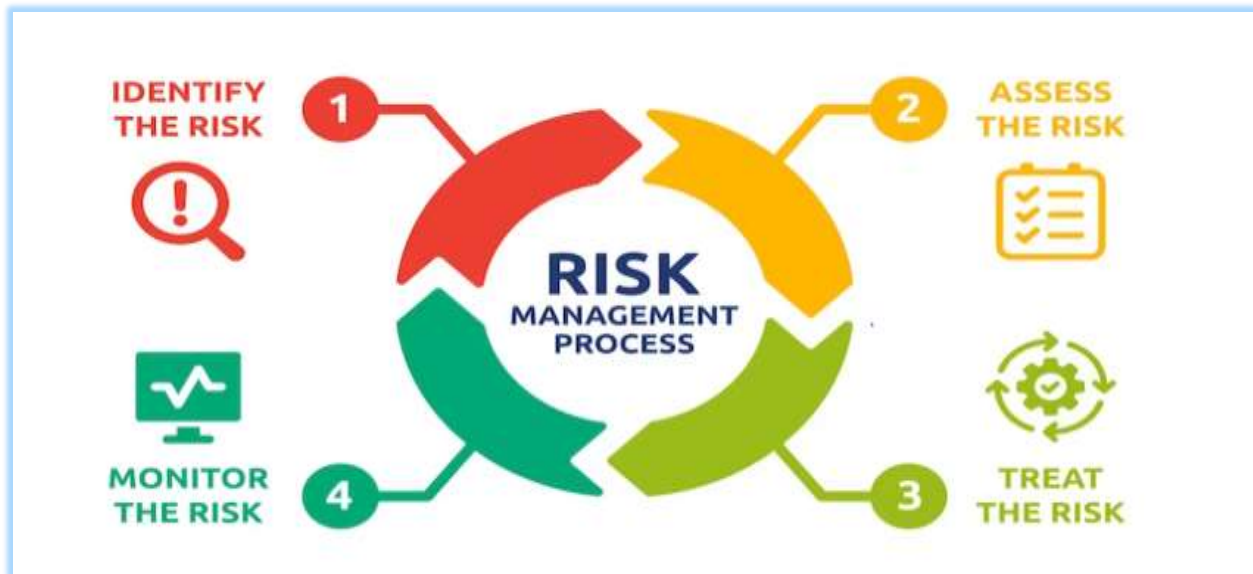 IDENTIFY
THE RISK
1
2
ASSESS
THE RISK
RISK
MANAGEMENT
PROCESS
MONITOR
THE RISK
4
3
TREAT
THE RISK